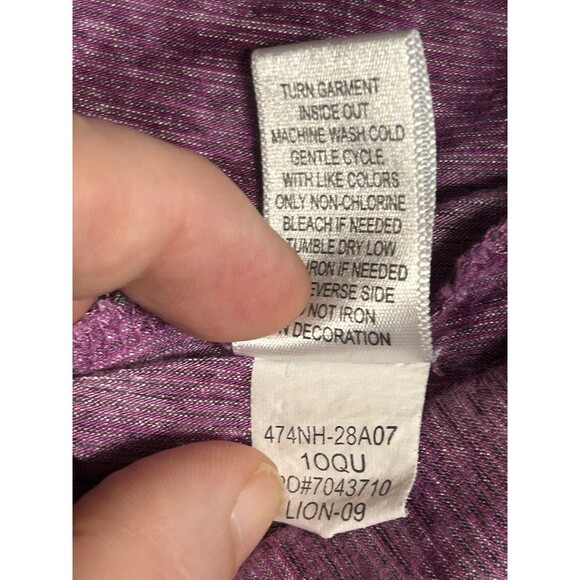 TURN GARMENT
INSIDE OUT
MACHINE WASH COLD
GENTLE CYCLE
WITH LIKE COLORS
ONLY NON-CHLORINE
BLEACH IF NEEDED
TUMBLE DRY LOW
IRON IF NEEDED
REVERSE SIDE
NOT IRON
DECORATION
474NH-28A07
10QU
7043710
LION-09